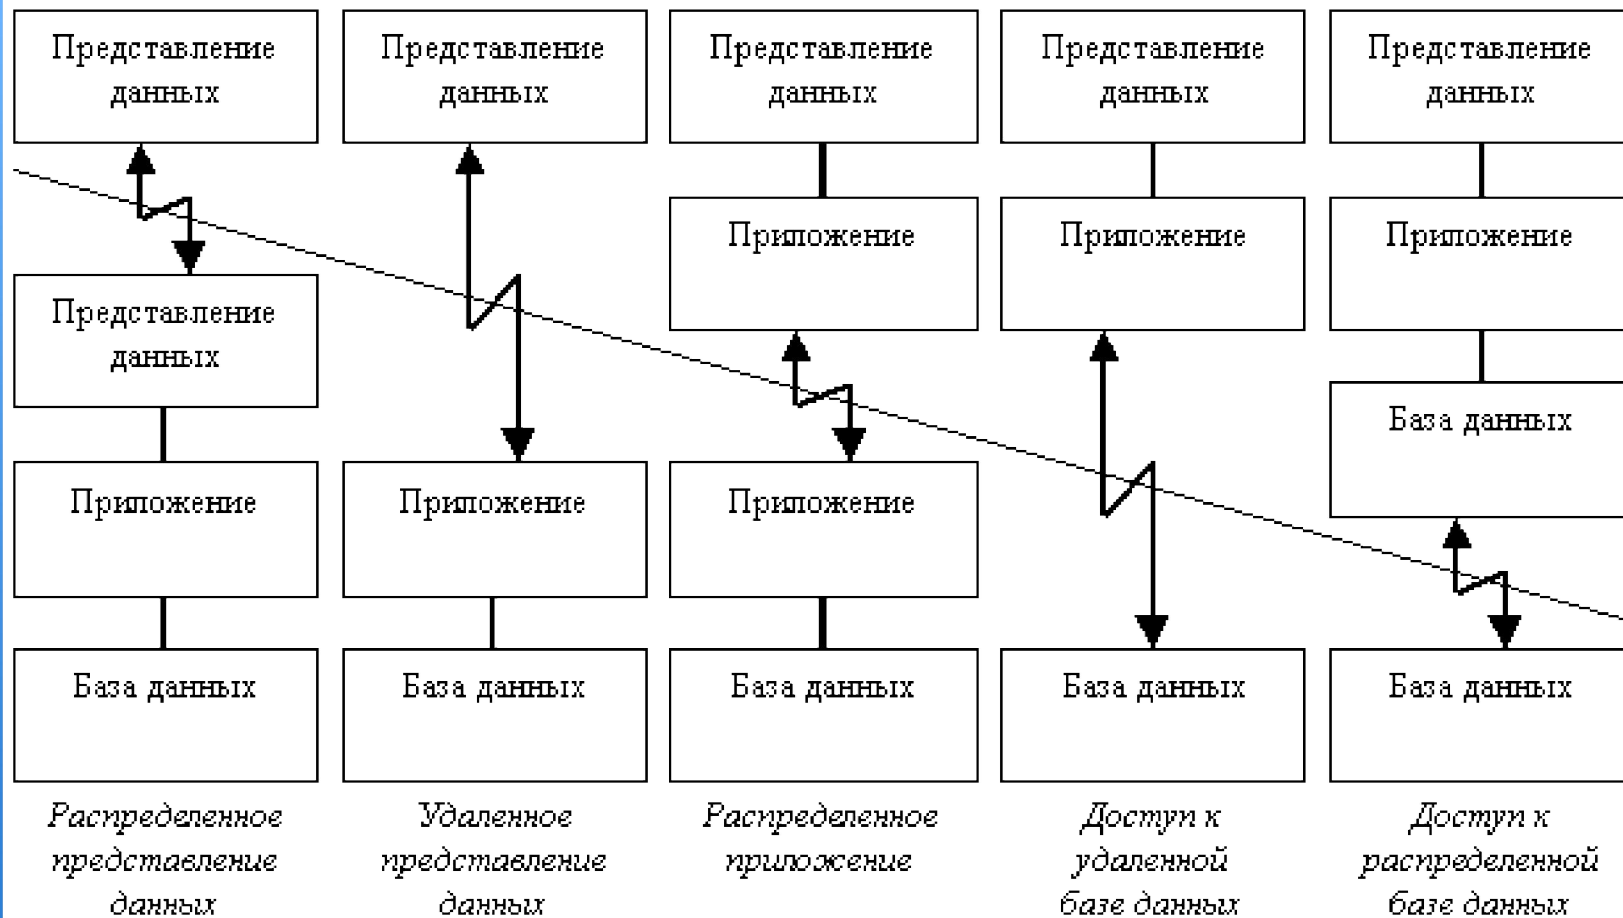 Представление
данных
Представление
данных
Представление
данных
Представление
данных
Представление
данных
Приложение
Приложение
Приложение
Представление
данных
База данных
Приложение
Приложение
Приложение
База данных
База данных
База данных
База данных
База данных
Распределенное
представление
данных
Удаленное
представление
данных
Распределенное
приложение
Доступ к
удаленной
базе данных
Доступ к
распределенной
базе данных